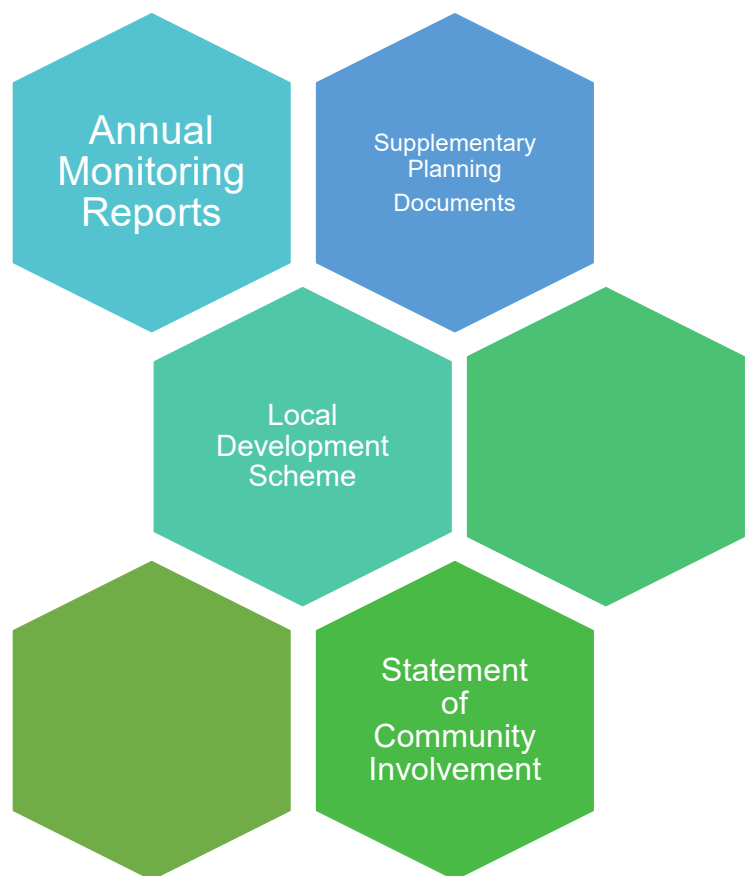 Annual
Monitoring
Reports
Supplementary
Planning
Documents
Local
Development
Scheme
Statement
of
Community
Involvement